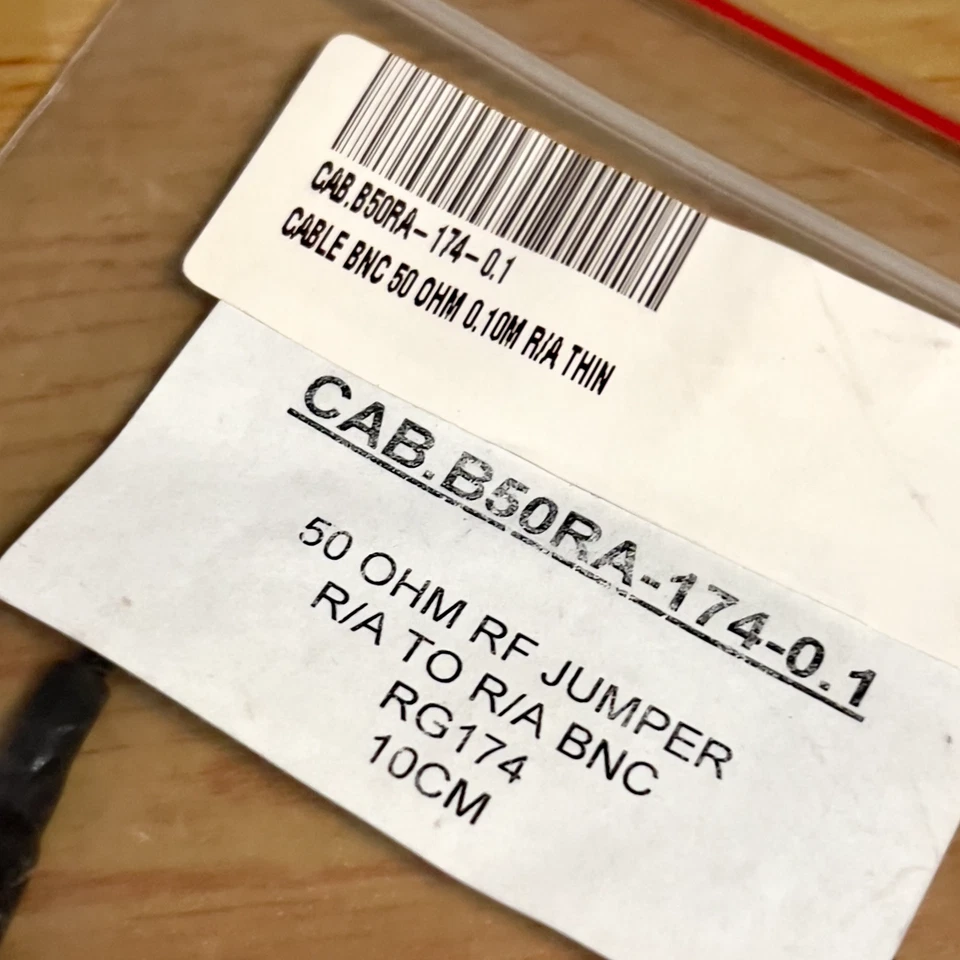 CAB.B50RA-174-0.1
CABLE BNC 50 OHM 0.10M R/A THIN
CAB.B50RA-174-0.1
50 OHM RF JUMPER
R/A TO R/A BNC
RG174
10CM